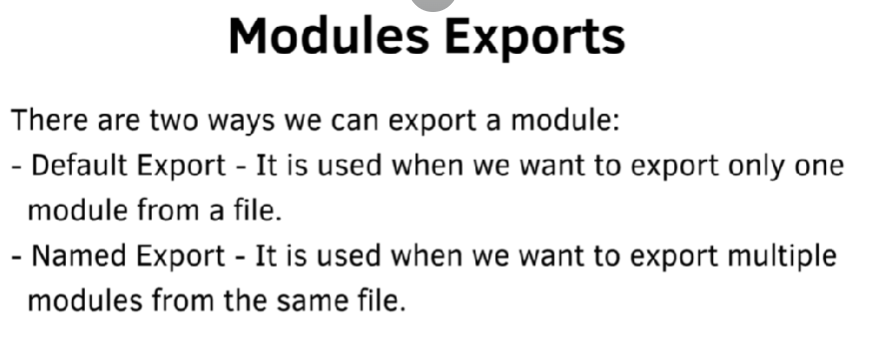 Modules Exports
There are two ways we can export a module:
- Default Export - It is used when we want to export only one
module from a file.
- Named Export - It is used when we want to export multiple
modules from the same file.